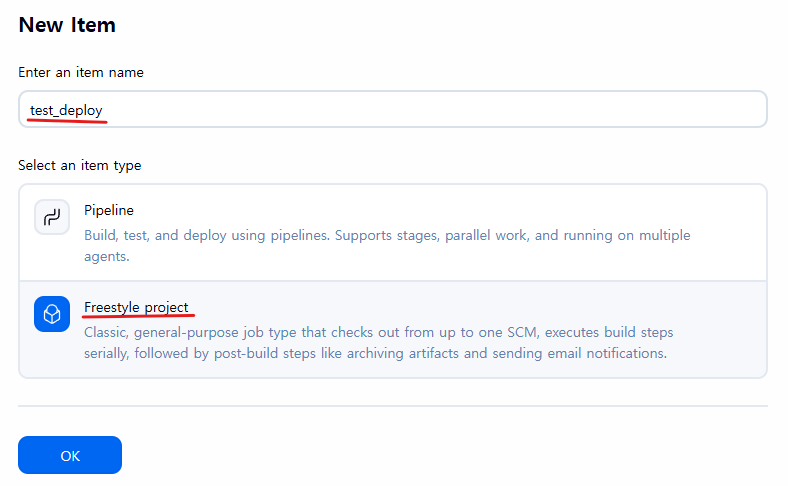 New Item
Enter an item name
test_deploy
Select an item type
Pipeline
Build, test, and deploy using pipelines. Supports stages, parallel work, and running on multiple
agents.
Freestyle project
Classic, general-purpose job type that checks out from up to one SCM, executes build steps
serially, followed by post-build steps like archiving artifacts and sending email notifications.
OK